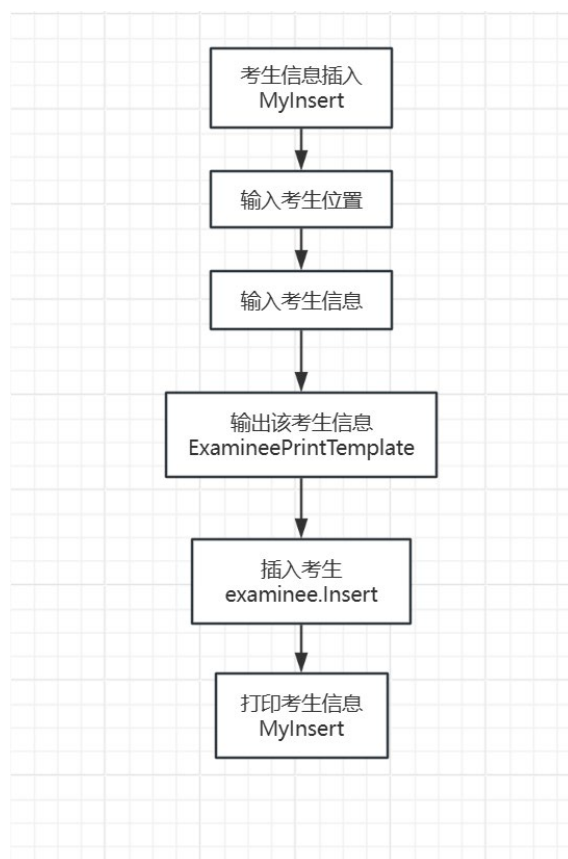 考生信息插入
MyInsert
输入考生位置
输入考生信息
输出该考生信息
ExamineePrintTemplate
插入考生
examinee.Insert
打印考生信息
MyInsert